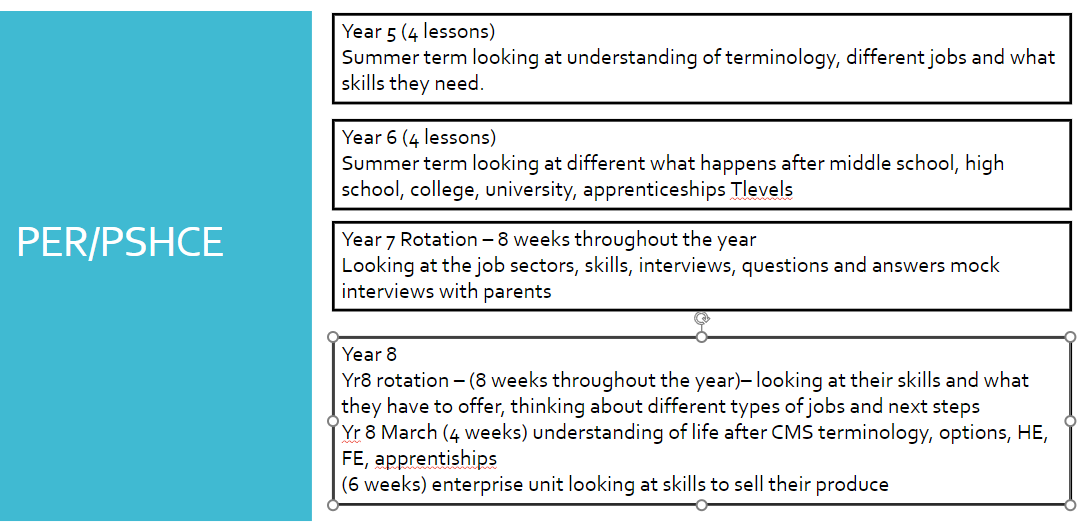 PER/PSHCE
Year 5 (4 lessons)
Summer term looking at understanding of terminology, different jobs and what
skills they need.
Year 6 (4 lessons)
Summer term looking at different what happens after middle school, high
school, college, university, apprenticeships Tlevels
Year 7 Rotation – 8 weeks throughout the year
Looking at the job sectors, skills, interviews, questions and answers mock
interviews with parents
Year 8
Yr8 rotation – (8 weeks throughout the year)– looking at their skills and what
they have to offer, thinking about different types of jobs and next steps
Yr 8 March (4 weeks) understanding of life after CMS terminology, options, HE,
FE, apprentiships
(6 weeks) enterprise unit looking at skills to sell their produce